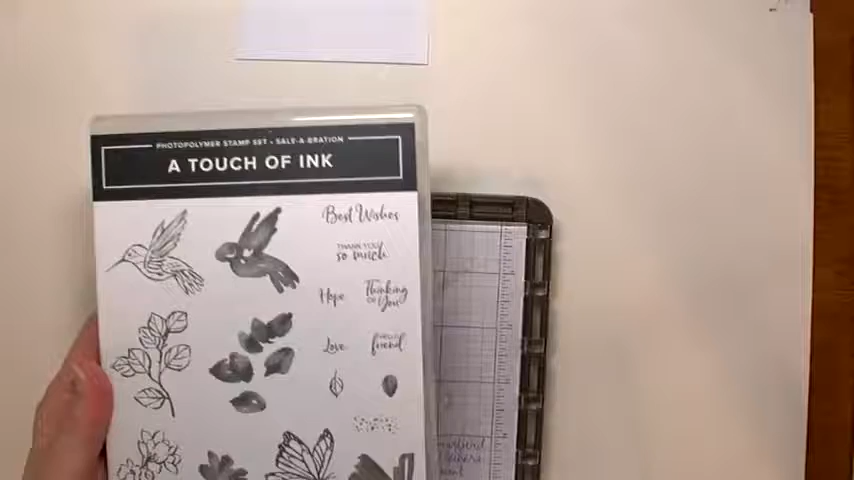 PHOTOPOLYMER STAMP SET • SALE-A-BRATION
A TOUCH OF INK
Best Wishes
THANK YOU
so much
Hope
Thinking
OF You
Love
friend